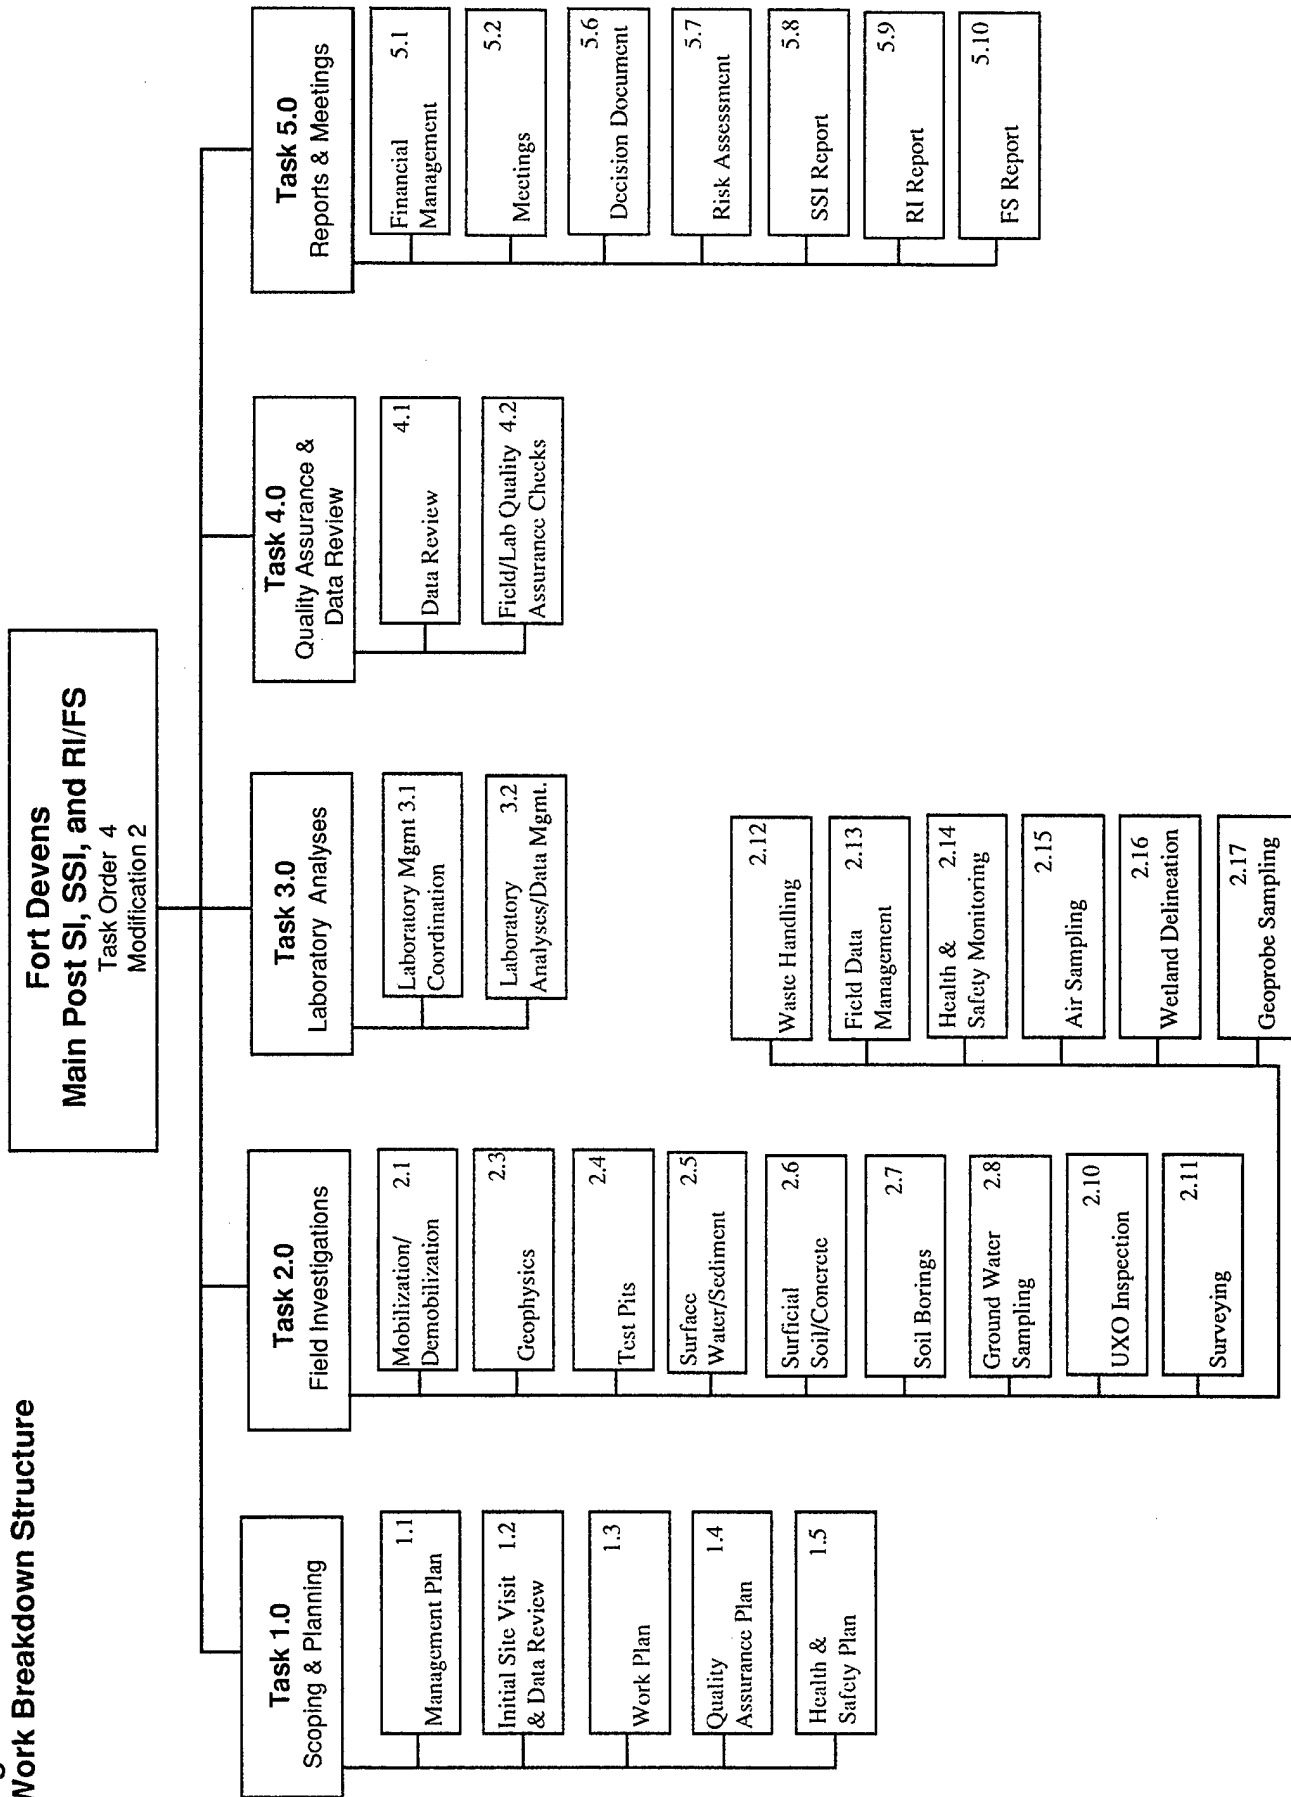 Work Breakdown Structure
Fort Devens
Main Post SI, SSI, and RI/FS
Task Order 4
Modification 2
Task 1.0
Scoping & Planning
1.1
Management Plan
Initial Site Visit 1.2
& Data Review
1.3
Work Plan
Quality 1.4
Assurance Plan
Health & 1.5
Safety Plan
Task 2.0
Field Investigations
Mobilization/ 2.1
Demobilization
2.3
Geophysics
2.4
Test Pits
Surface 2.5
Water/Sediment
Surficial 2.6
Soil/Concrete
2.7
Soil Borings
Ground Water 2.8
Sampling
2.10
UXO Inspection
2.11
Surveying
2.12
Waste Handling
Field Data 2.13
Management
Health & 2.14
Safety Monitoring
2.15
Air Sampling
2.16
Wetland Delineation
2.17
Geoprobe Sampling
Task 3.0
Laboratory Analyses
Laboratory Mgmt 3.1
Coordination
Laboratory 3.2
Analyses/Data Mgmt.
Task 4.0
Quality Assurance &
Data Review
4.1
Data Review
Field/Lab Quality 4.2
Assurance Checks
Task 5.0
Reports & Meetings
Financial 5.1
Management
5.2
Meetings
5.6
Decision Document
5.7
Risk Assessment
5.8
SSI Report
5.9
RI Report
5.10
FS Report